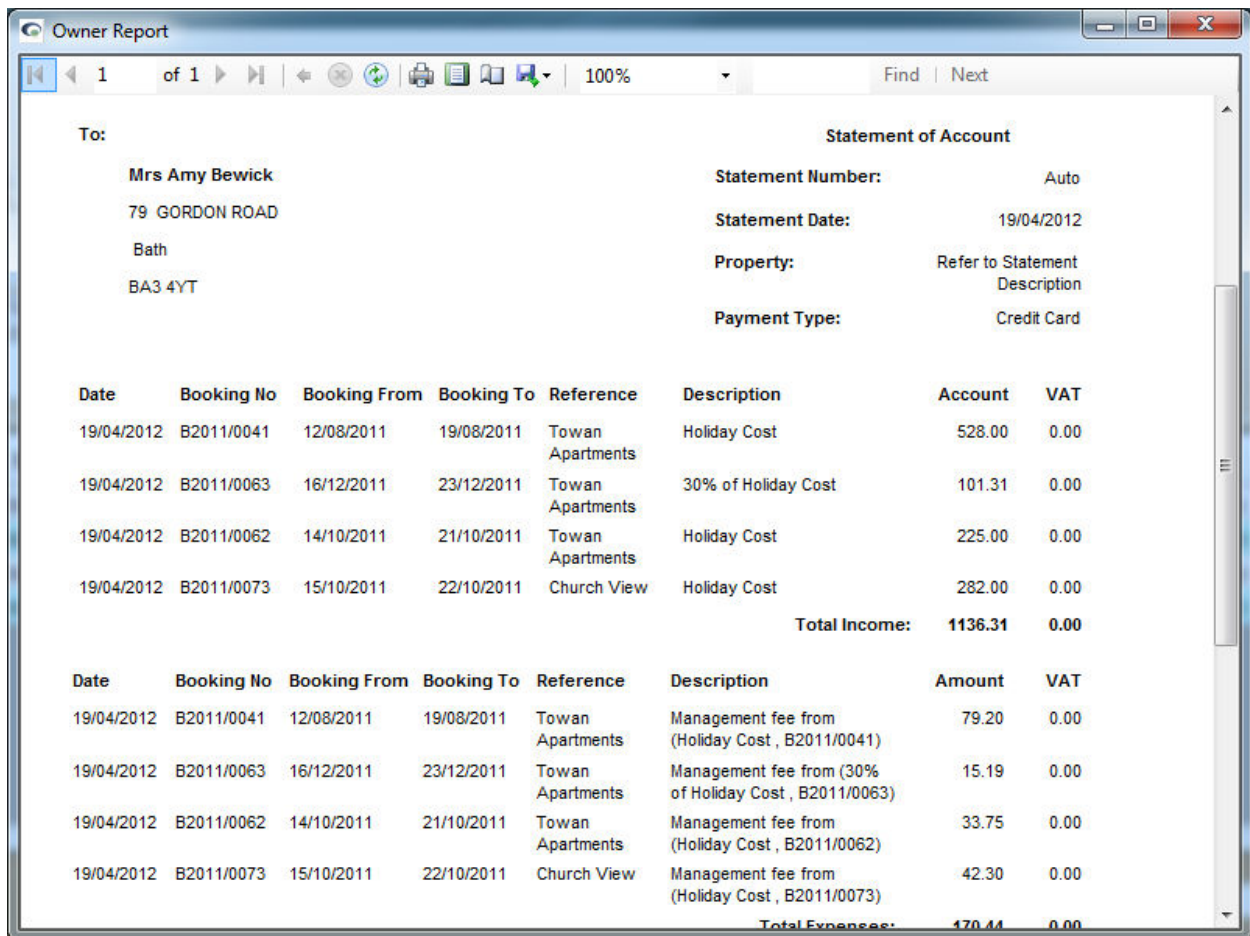 Owner Report
1 of 1 100% Find | Next
To: Statement of Account
Mrs Amy Bewick Statement Number: Auto
79 GORDON ROAD Statement Date: 19/04/2012
Bath Property: Refer to Statement
BA3 4YT Description
Payment Type: Credit Card
Date Booking No Booking From Booking To Reference Description Account VAT
19/04/2012 B2011/0041 12/08/2011 19/08/2011 Towan Holiday Cost 528.00 0.00
Apartments
19/04/2012 B2011/0063 16/12/2011 23/12/2011 Towan 30% of Holiday Cost 101.31 0.00
Apartments
19/04/2012 B2011/0062 14/10/2011 21/10/2011 Towan Holiday Cost 225.00 0.00
Apartments
19/04/2012 B2011/0073 15/10/2011 22/10/2011 Church View Holiday Cost 282.00 0.00
Total Income: 1136.31 0.00
Date Booking No Booking From Booking To Reference Description Amount VAT
19/04/2012 B2011/0041 12/08/2011 19/08/2011 Towan Management fee from 79.20 0.00
Apartments (Holiday Cost , B2011/0041)
19/04/2012 B2011/0063 16/12/2011 23/12/2011 Towan Management fee from (30% 15.19 0.00
Apartments of Holiday Cost , B2011/0063)
19/04/2012 B2011/0062 14/10/2011 21/10/2011 Towan Management fee from 33.75 0.00
Apartments (Holiday Cost , B2011/0062)
19/04/2012 B2011/0073 15/10/2011 22/10/2011 Church View Management fee from 42.30 0.00
(Holiday Cost , B2011/0073)
Total Expenses: 170.44 0.00